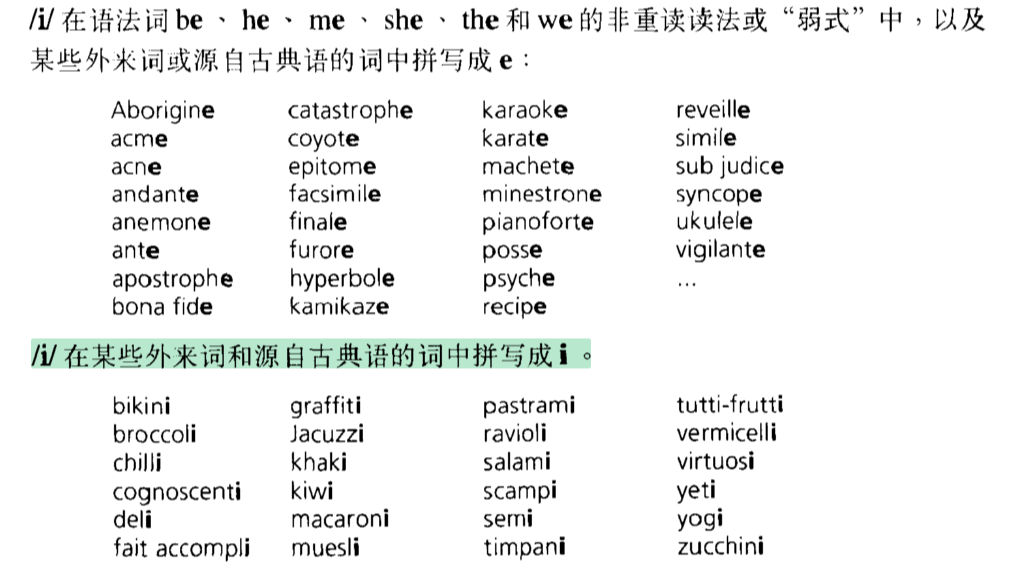 /i/ 在语法词 be、he、me、she、the 和 we 的非重读读法或“弱式”中，以及
某些外来词或源自古典语的词中拼写成 e：
Aborigine catastrophe karaoke reveille
acme coyote karate simile
acne epitome machete sub judice
andante facsimile minestrone syncope
anemone finale pianoforte ukulele
ante furore posse vigilante
apostrophe hyperbole psyche ...
bona fide kamikaze recipe
/i/ 在某些外来词和源自古典语的词中拼写成 i。
bikini graffiti pastrami tutti-frutti
broccoli Jacuzzi ravioli vermicelli
chilli khaki salami virtuosi
cognoscenti kiwi scampi yeti
deli macaroni semi yogi
fait accompli muesli timpani zucchini